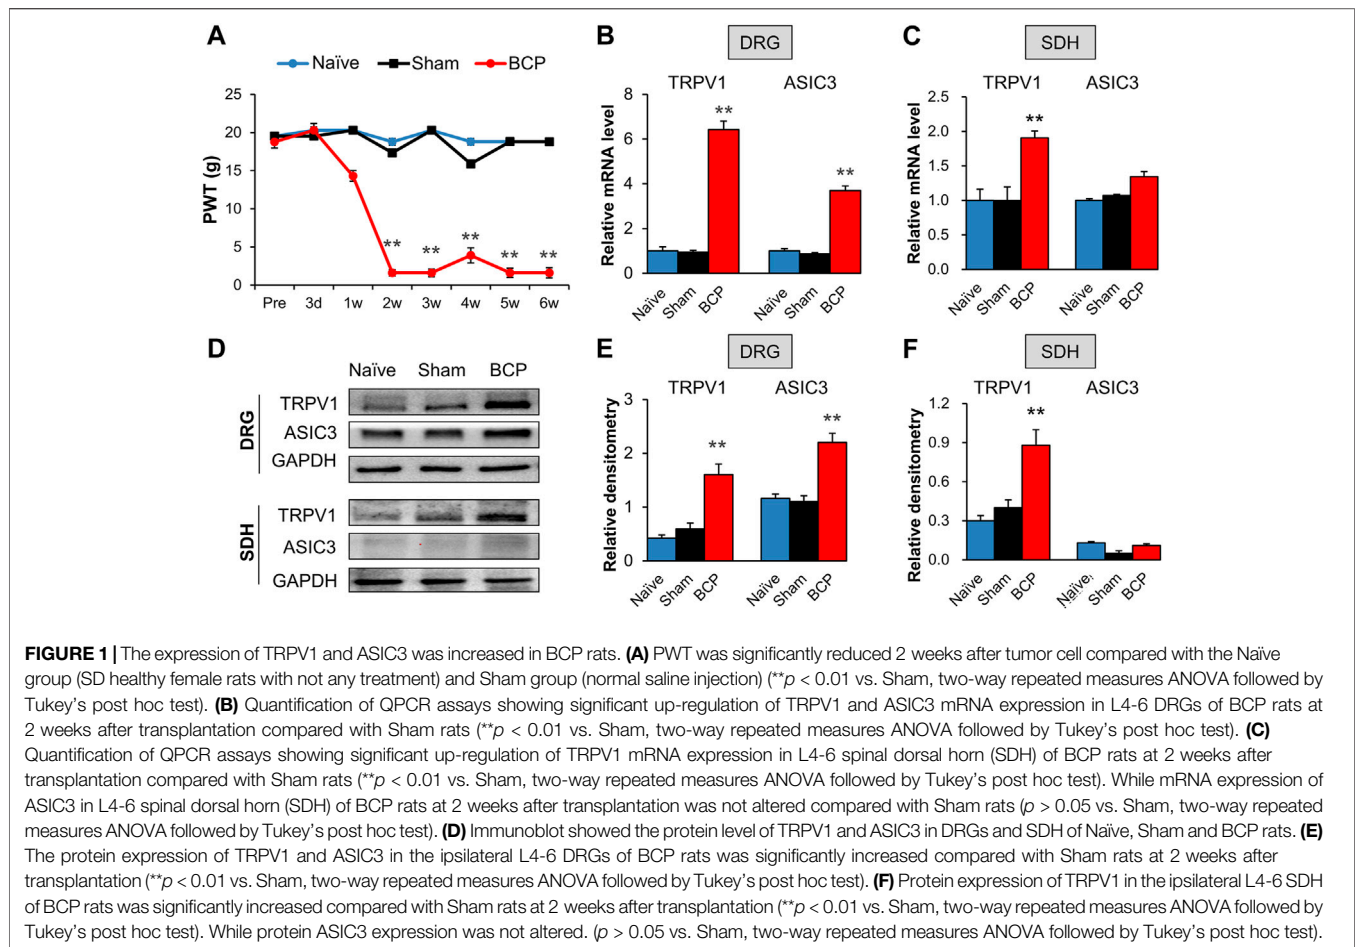 A
Naïve Sham BCP
25
20
15
10
5
0
PWT (g)
** ** ** ** **
Pre 3d 1w 2w 3w 4w 5w 6w
B
DRG
TRPV1 ASIC3
8
6
4
2
0
Relative mRNA level
** **
Naïve Sham BCP Naïve Sham BCP
C
SDH
TRPV1 ASIC3
2.5
2.0
1.5
1.0
0.5
0.0
Relative mRNA level
**
Naïve Sham BCP Naïve Sham BCP
D
Naïve Sham BCP
DRG
TRPV1
ASIC3
GAPDH
SDH
TRPV1
ASIC3
GAPDH
E
DRG
TRPV1 ASIC3
3
2
1
0
Relative densitometry
** **
Naïve Sham BCP Naïve Sham BCP
F
SDH
TRPV1 ASIC3
1.2
0.9
0.6
0.3
0.0
Relative densitometry
**
Naïve Sham BCP Naïve Sham BCP
FIGURE 1 | The expression of TRPV1 and ASIC3 was increased in BCP rats. (A) PWT was significantly reduced 2 weeks after tumor cell compared with the Naïve
group (SD healthy female rats with not any treatment) and Sham group (normal saline injection) (**p < 0.01 vs. Sham, two-way repeated measures ANOVA followed by
Tukey's post hoc test). (B) Quantification of QPCR assays showing significant up-regulation of TRPV1 and ASIC3 mRNA expression in L4-6 DRGs of BCP rats at
2 weeks after transplantation compared with Sham rats (**p < 0.01 vs. Sham, two-way repeated measures ANOVA followed by Tukey's post hoc test). (C)
Quantification of QPCR assays showing significant up-regulation of TRPV1 mRNA expression in L4-6 spinal dorsal horn (SDH) of BCP rats at 2 weeks after
transplantation compared with Sham rats (**p < 0.01 vs. Sham, two-way repeated measures ANOVA followed by Tukey's post hoc test). While mRNA expression of
ASIC3 in L4-6 spinal dorsal horn (SDH) of BCP rats at 2 weeks after transplantation was not altered compared with Sham rats (p > 0.05 vs. Sham, two-way repeated
measures ANOVA followed by Tukey's post hoc test). (D) Immunoblot showed the protein level of TRPV1 and ASIC3 in DRGs and SDH of Naïve, Sham and BCP rats. (E)
The protein expression of TRPV1 and ASIC3 in the ipsilateral L4-6 DRGs of BCP rats was significantly increased compared with Sham rats at 2 weeks after
transplantation (**p < 0.01 vs. Sham, two-way repeated measures ANOVA followed by Tukey's post hoc test). (F) Protein expression of TRPV1 in the ipsilateral L4-6 SDH
of BCP rats was significantly increased compared with Sham rats at 2 weeks after transplantation (**p < 0.01 vs. Sham, two-way repeated measures ANOVA followed by
Tukey's post hoc test). While protein ASIC3 expression was not altered. (p > 0.05 vs. Sham, two-way repeated measures ANOVA followed by Tukey's post hoc test).